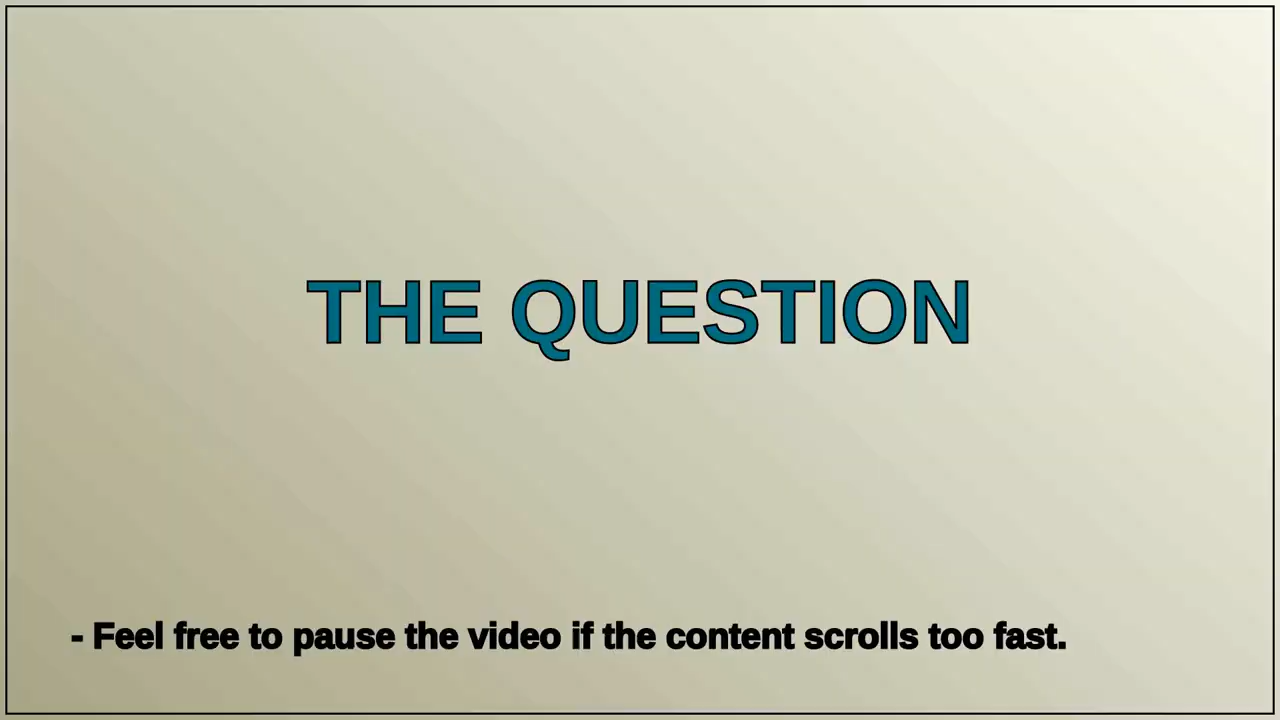 THE QUESTION
- Feel free to pause the video if the content scrolls too fast.